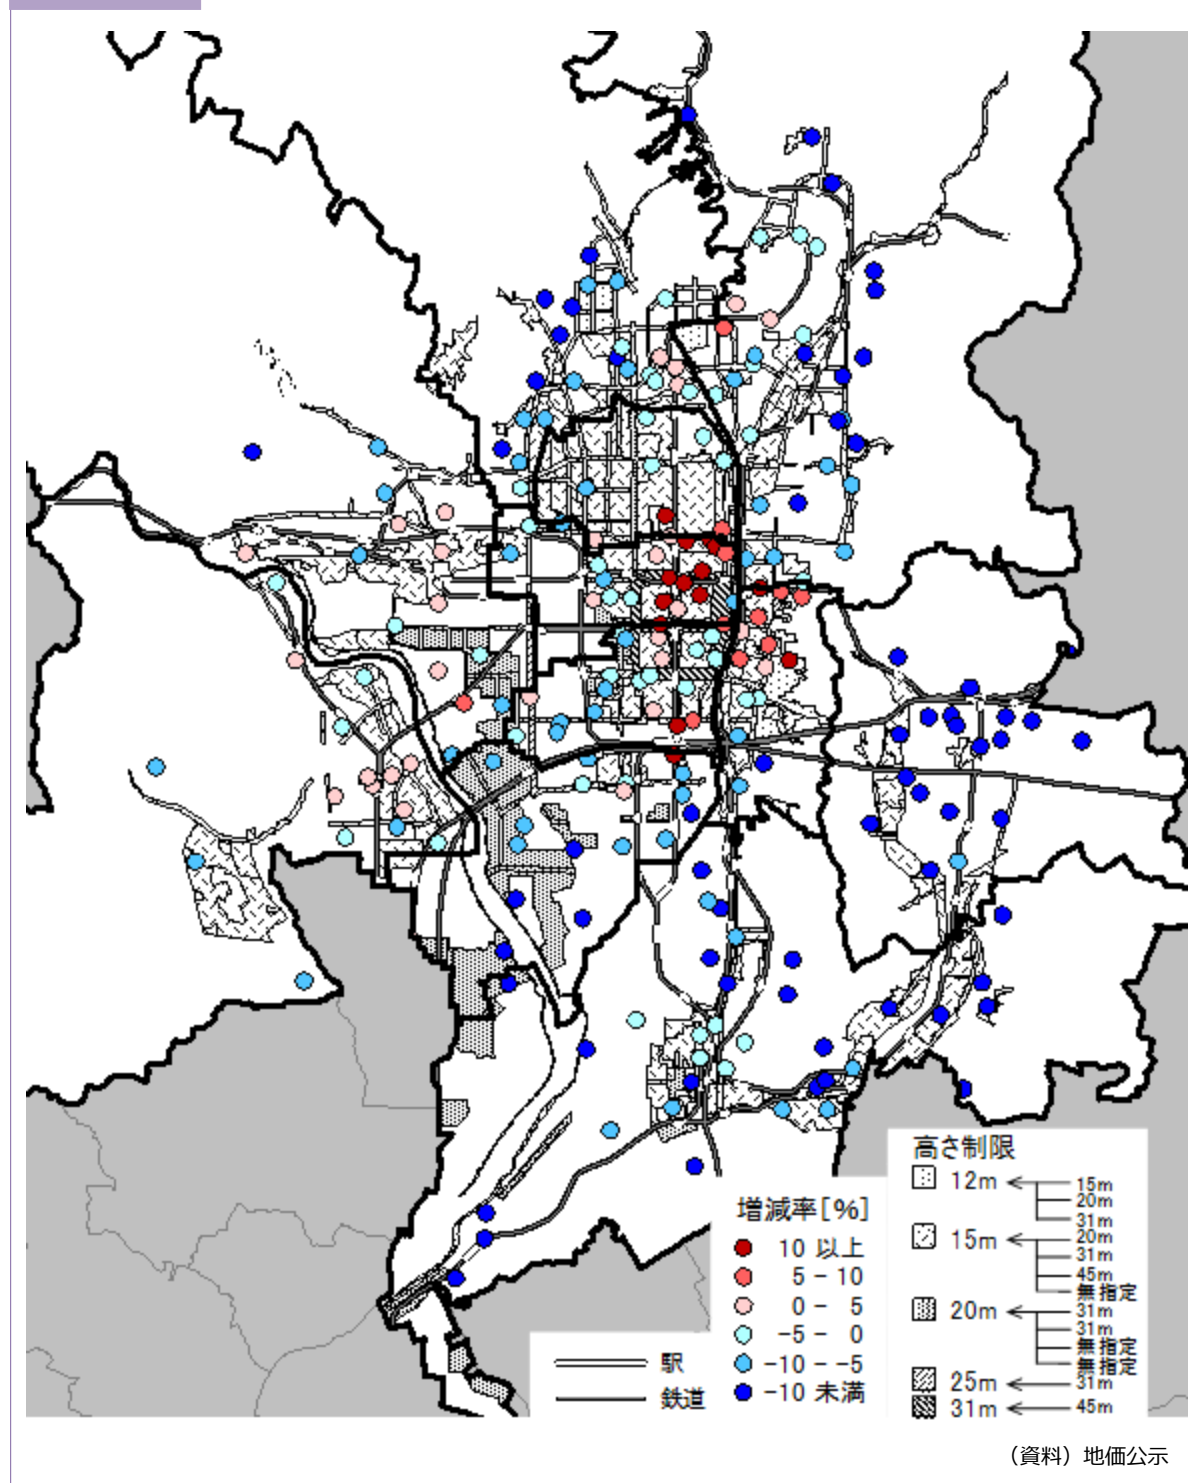 高さ制限
12m
15m
20m
31m
15m
20m
31m
45m
無指定
20m
31m
31m
無指定
無指定
25m
31m
31m
45m
増減率[%]
10 以上
5 - 10
0 - 5
-5 - 0
-10 - -5
-10 未満
駅
鉄道
（資料）地価公示